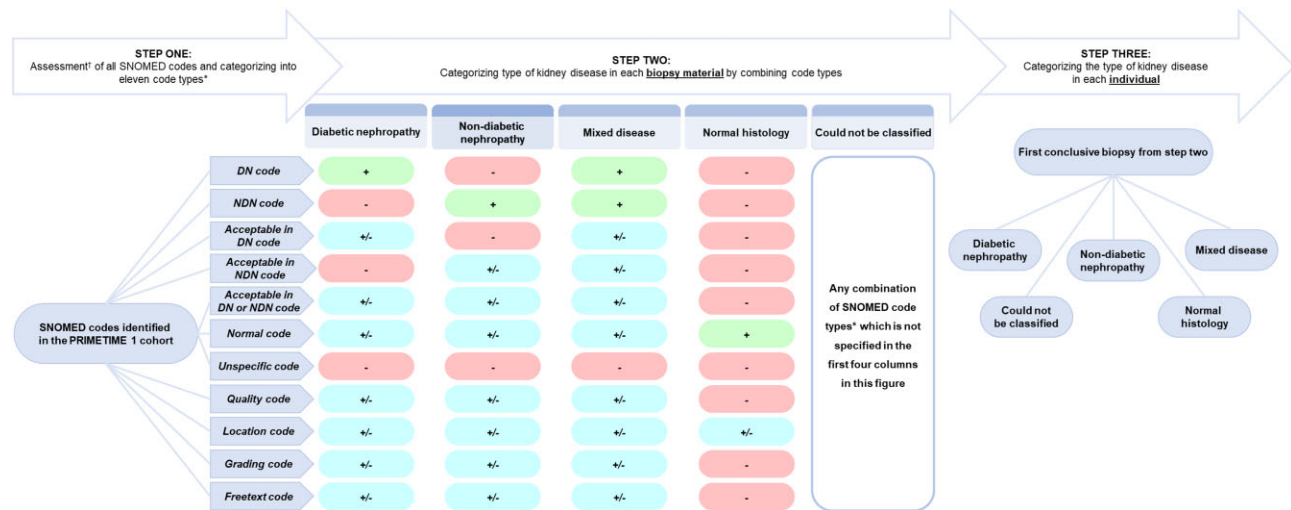 STEP ONE:
Assessment† of all SNOMED codes and categorizing into
eleven code types*
STEP TWO:
Categorizing type of kidney disease in each biopsy material by combining code types
STEP THREE:
Categorizing the type of kidney disease
in each individual
Diabetic nephropathy
Non-diabetic
nephropathy
Mixed disease
Normal histology
Could not be classified
SNOMED codes identified
in the PRIMETIME 1 cohort
DN code
+
-
+
-
NDN code
-
+
+
-
Acceptable in
DN code
+/-
-
+/-
-
Acceptable in
NDN code
-
+/-
+/-
-
Acceptable in
DN or NDN code
+/-
+/-
+/-
-
Normal code
+/-
+/-
+/-
+
Unspecific code
-
-
-
-
Quality code
+/-
+/-
+/-
-
Location code
+/-
+/-
+/-
+/-
Grading code
+/-
+/-
+/-
-
Freetext code
+/-
+/-
+/-
-
Any combination
of SNOMED code
types* which is not
specified in the
first four columns
in this figure
First conclusive biopsy from step two
Diabetic
nephropathy
Non-diabetic
nephropathy
Mixed disease
Could not
be classified
Normal
histology